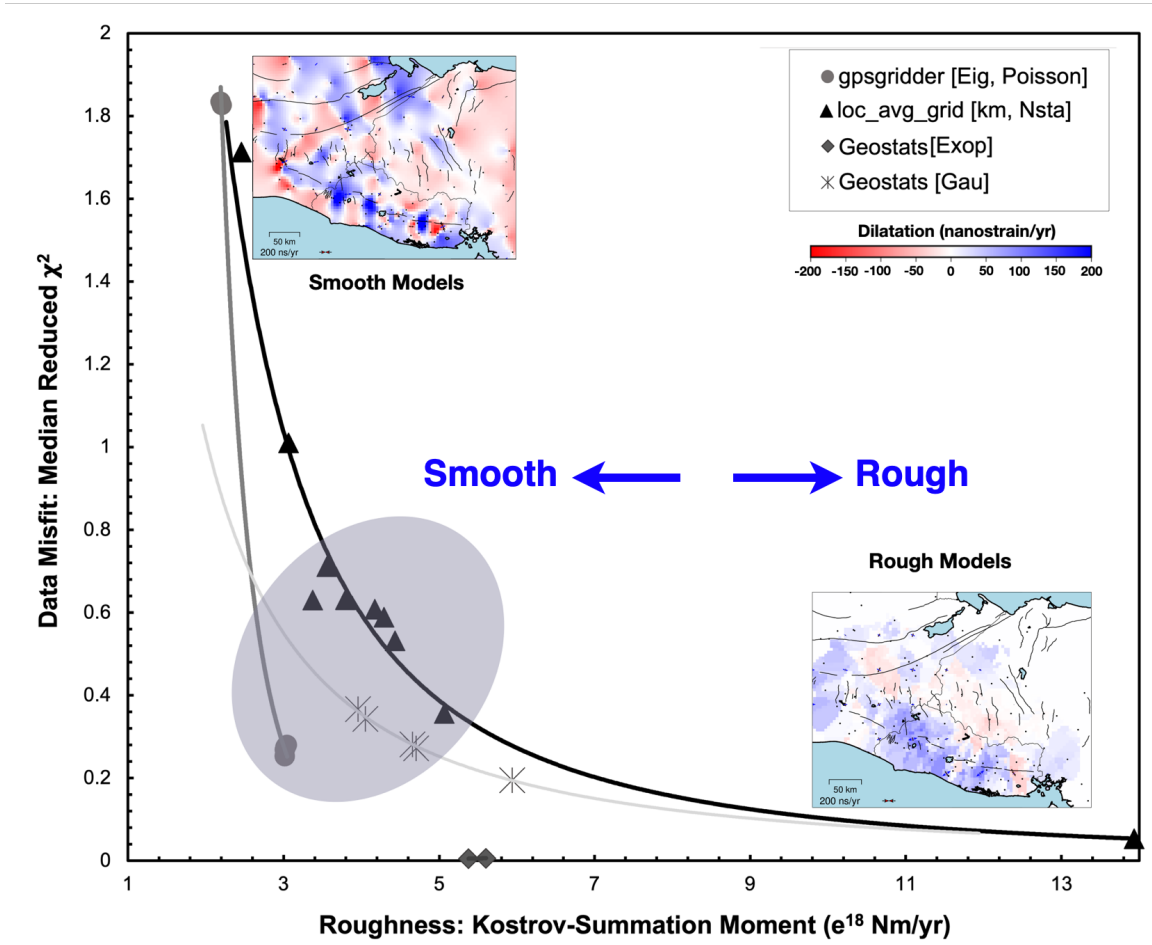 2
1.8
1.6
1.4
1.2
1
0.8
0.6
0.4
0.2
0
Data Misfit: Median Reduced χ²
50 km
200 ns/yr
Smooth Models
gpsgridder [Eig, Poisson]
loc_avg_grid [km, Nsta]
Geostats[Exop]
Geostats [Gau]
Dilatation (nanostrain/yr)
-200 -150 -100 -50 0 50 100 150 200
Smooth
Rough
Rough Models
50 km
200 ns/yr
1 3 5 7 9 11 13
Roughness: Kostrov-Summation Moment (e¹⁸ Nm/yr)